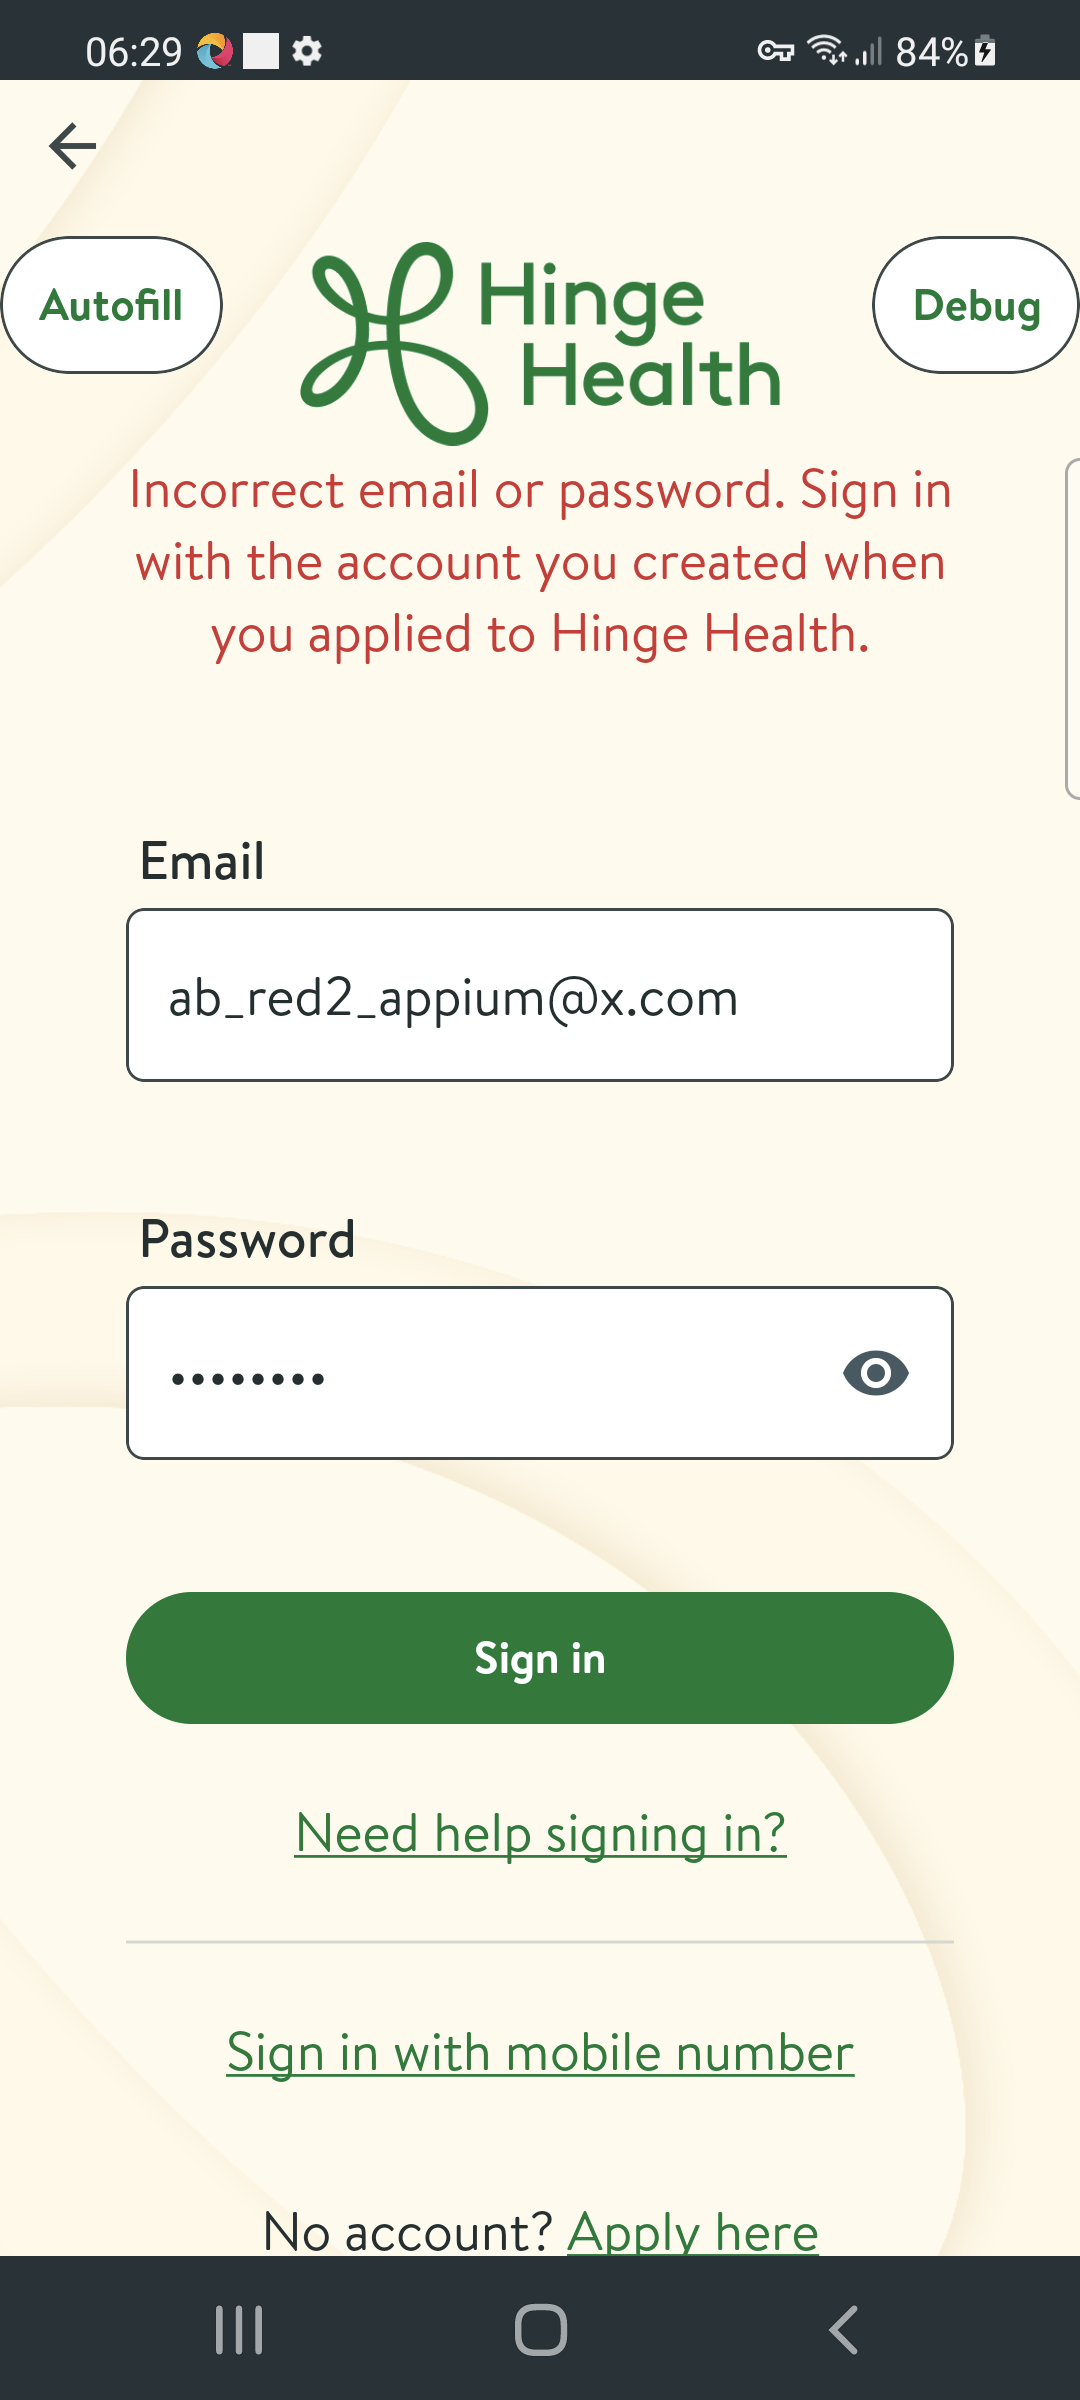 06:29
84%
Autofill
Hinge
Health
Debug
Incorrect email or password. Sign in
with the account you created when
you applied to Hinge Health.
Email
ab_red2_appium@x.com
Password
••••••••
Sign in
Need help signing in?
Sign in with mobile number
No account? Apply here